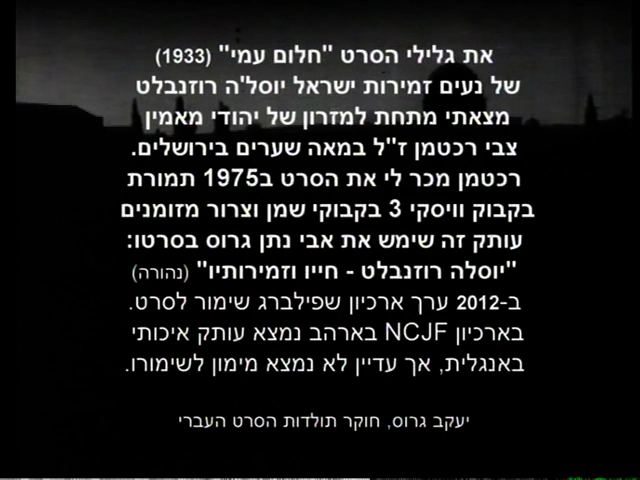 את גלילי הסרט "חלום עמי" (1933)
של נעים זמירות ישראל יוסל'ה רוזנבלט
מצאתי מתחת למזרון של יהודי מאמין
צבי רכטמן ז"ל במאה שערים בירושלים.
רכטמן מכר לי את הסרט ב1975 תמורת
בקבוק וויסקי 3 בקבוקי שמן וצרור מזומנים
עותק זה שימש את אבי נתן גרוס בסרטו:
"יוסלה רוזנבלט - חייו וזמירותיו" (נהורה)
ב-2012 ערך ארכיון שפילברג שימור לסרט.
בארכיון NCJF בארהב נמצא עותק איכותי
באנגלית, אך עדיין לא נמצא מימון לשימורו.
יעקב גרוס, חוקר תולדות הסרט העברי